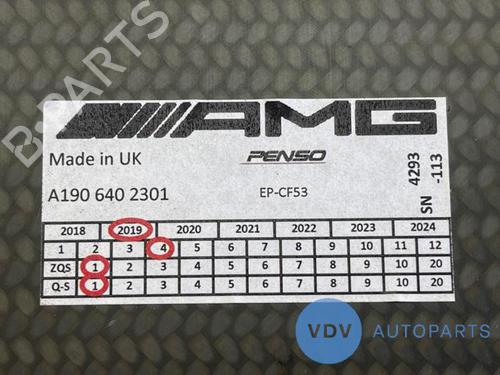 B-PARTS
AMG
Made in UK
PENSO
4293
-113
SN
A190 640 2301
EP-CF53
2018 2019 2020 2021 2022 2023 2024
1 2 3 4 5 6 7 8 9 10 11 12
ZQS 1 2 3 4 5 6 7 8 9 10 20
Q-S 1 2 3 4 5 6 7 8 9 10 20
VDV AUTOPARTS